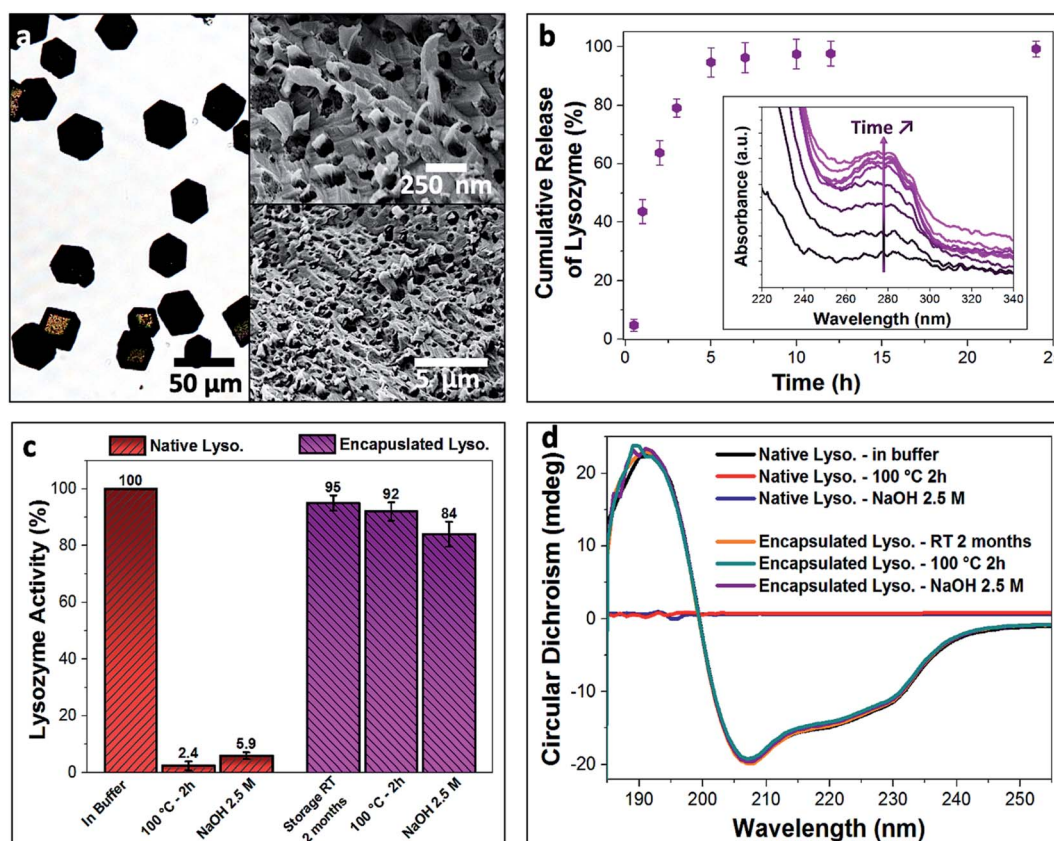 a
250 nm
50 µm
5 µm
b
Cumulative Release
of Lysozyme (%)
100
80
60
40
20
0
0
5
10
15
20
Time (h)
Absorbance (a.u.)
Time ↗
220
240
260
280
300
320
340
Wavelength (nm)
c
Native Lyso.
Encapuslated Lyso.
Lysozyme Activity (%)
100
80
60
40
20
0
100
2.4
5.9
95
92
84
In Buffer
100 °C - 2h
NaOH 2.5 M
Storage RT
2 months
100 °C - 2h
NaOH 2.5 M
d
Circular Dichroism (mdeg)
20
10
0
-10
-20
Native Lyso. - in buffer
Native Lyso. - 100 °C 2h
Native Lyso. - NaOH 2.5 M
Encapsulated Lyso. - RT 2 months
Encapsulated Lyso. - 100 °C 2h
Encapsulated Lyso. - NaOH 2.5 M
190
200
210
220
230
240
250
Wavelength (nm)